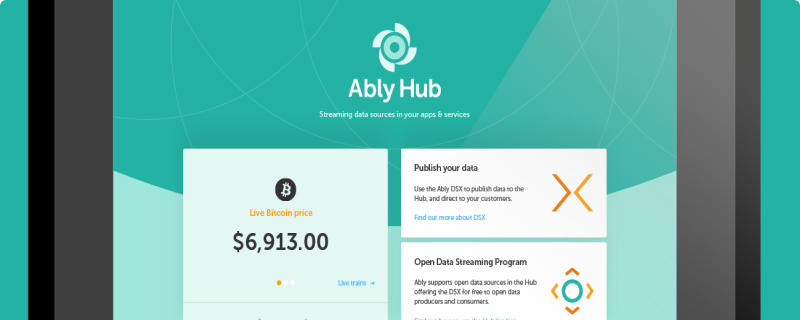 Ably Hub
Streaming data sources in your apps & services
Live Bitcoin price
$6,913.00
Live trains →
Publish your data
Use the Ably DSX to publish data to the
Hub, and direct to your customers.
Find out more about DSX
Open Data Streaming Program
Ably supports open data sources in the Hub
offering the DSX for free to open data
producers and consumers.